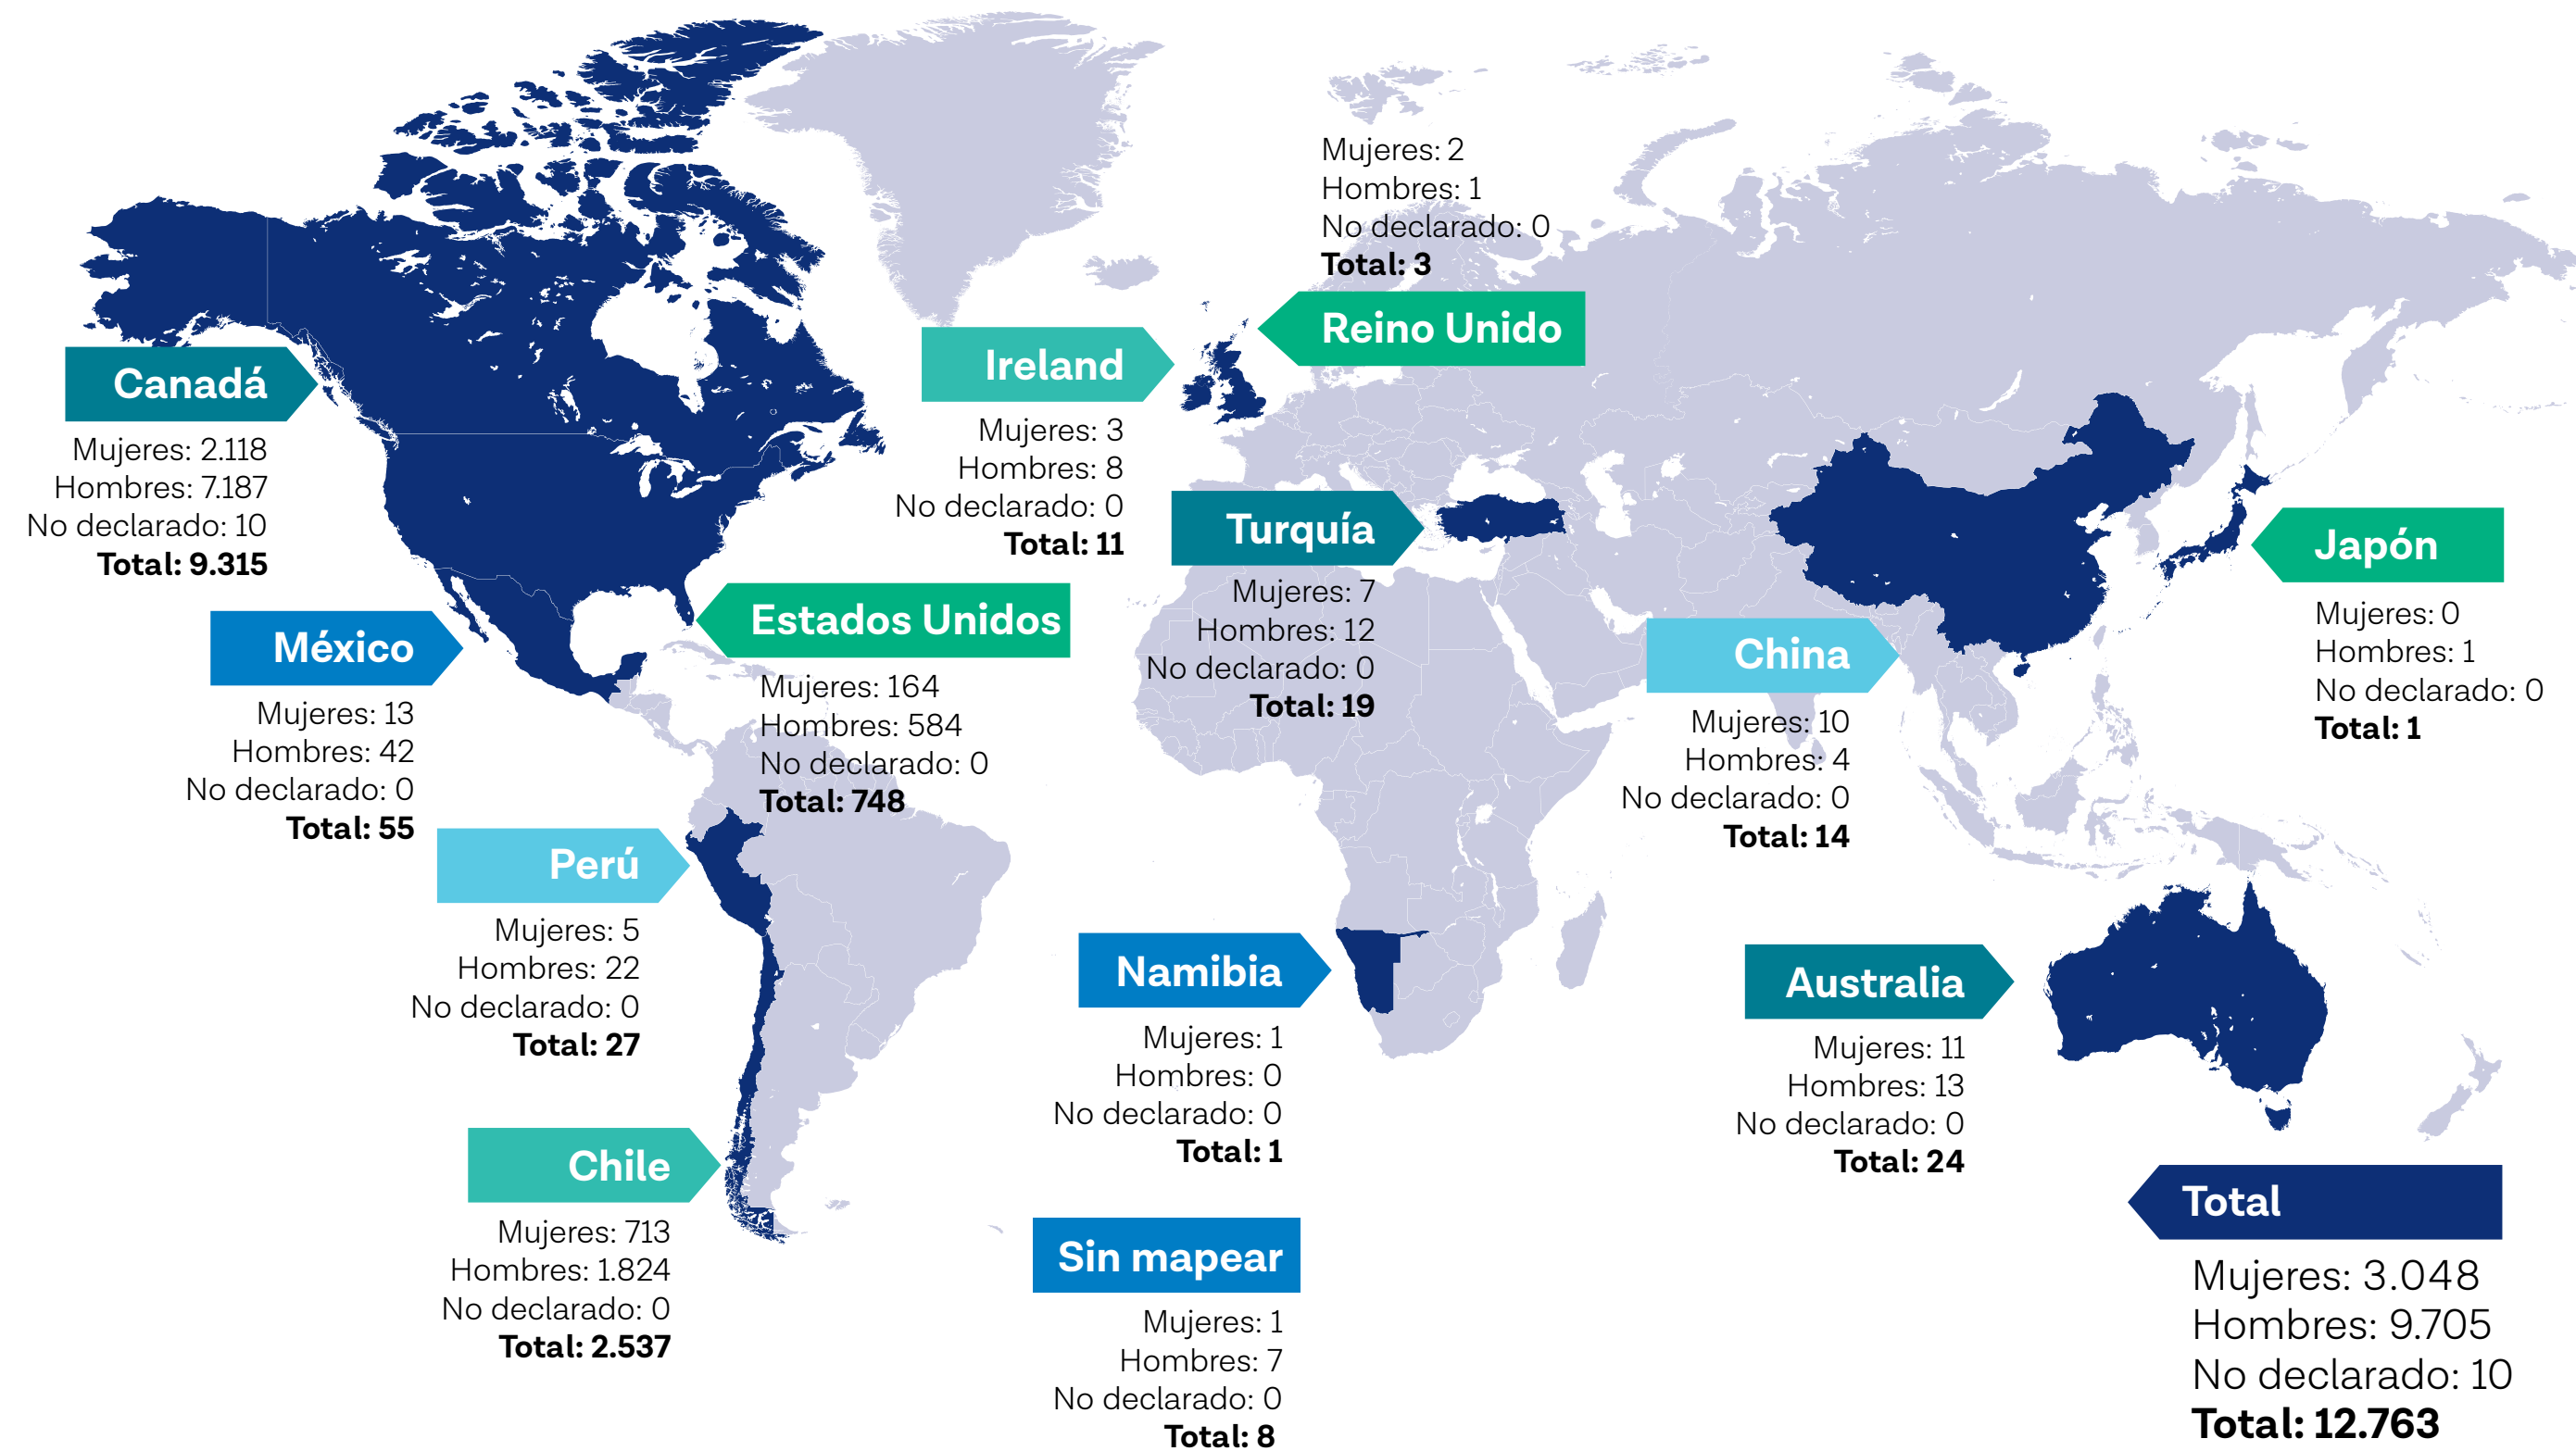 Canadá
Mujeres: 2.118
Hombres: 7.187
No declarado: 10
Total: 9.315
México
Mujeres: 13
Hombres: 42
No declarado: 0
Total: 55
Estados Unidos
Mujeres: 164
Hombres: 584
No declarado: 0
Total: 748
Perú
Mujeres: 5
Hombres: 22
No declarado: 0
Total: 27
Chile
Mujeres: 713
Hombres: 1.824
No declarado: 0
Total: 2.537
Mujeres: 2
Hombres: 1
No declarado: 0
Total: 3
Reino Unido
Ireland
Mujeres: 3
Hombres: 8
No declarado: 0
Total: 11
Turquía
Mujeres: 7
Hombres: 12
No declarado: 0
Total: 19
Namibia
Mujeres: 1
Hombres: 0
No declarado: 0
Total: 1
Sin mapear
Mujeres: 1
Hombres: 7
No declarado: 0
Total: 8
China
Mujeres: 10
Hombres: 4
No declarado: 0
Total: 14
Japón
Mujeres: 0
Hombres: 1
No declarado: 0
Total: 1
Australia
Mujeres: 11
Hombres: 13
No declarado: 0
Total: 24
Total
Mujeres: 3.048
Hombres: 9.705
No declarado: 10
Total: 12.763